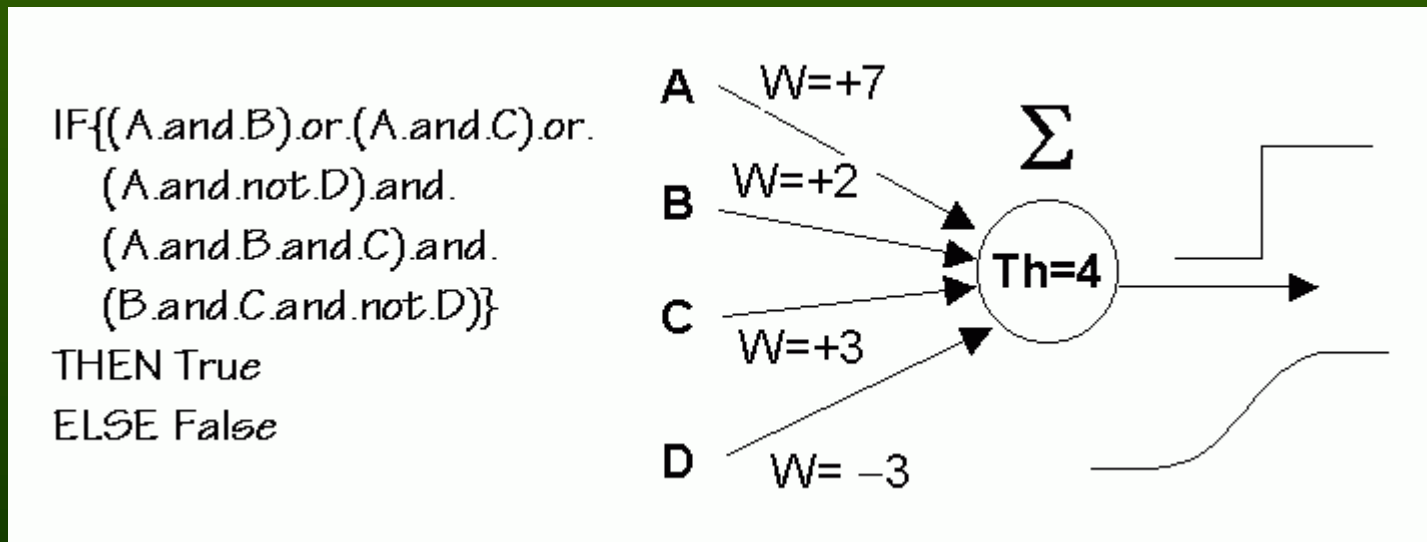 IF{(A.and.B).or.(A.and.C).or.
(A.and.not.D).and.
(A.and.B.and.C).and.
(B.and.C.and.not.D)}
THEN True
ELSE False
A
W=+7
Σ
B
W=+2
Th=4
C
W=+3
D
W= −3